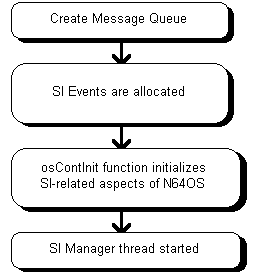 Create Message Queue
SI Events are allocated
osContInit function initializes
SI-related aspects of N64OS
SI Manager thread started